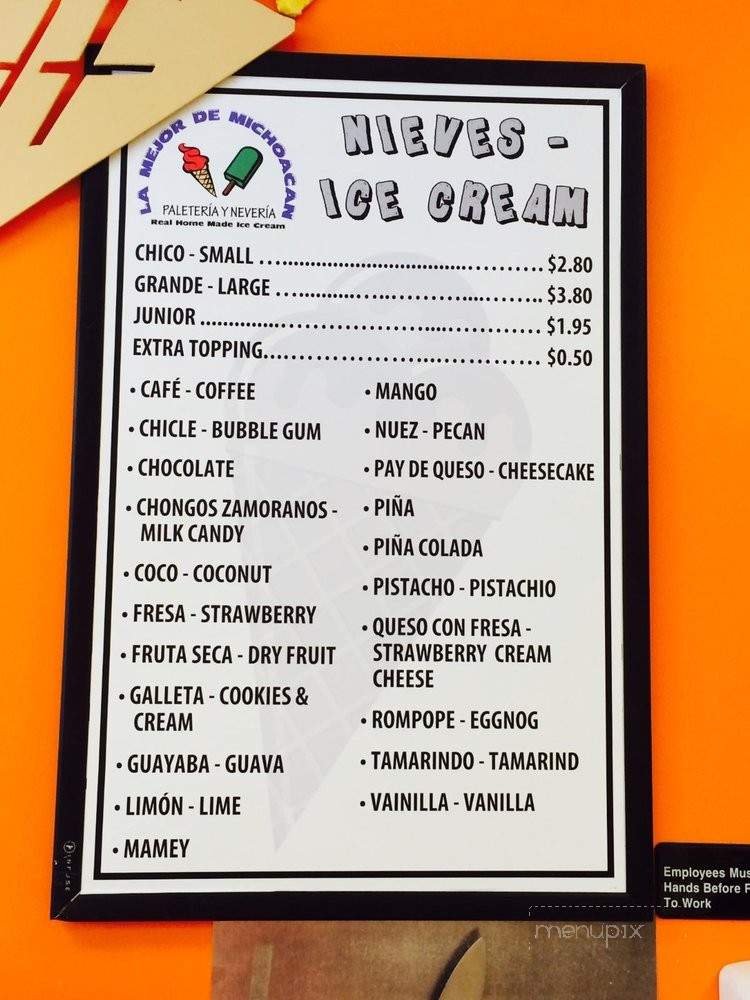 LA MEJOR DE MICHOACAN
PALETERÍA Y NEVERÍA
Real Home Made Ice Cream
NIEVES -
ICE CREAM
CHICO - SMALL ........................................ $2.80
GRANDE - LARGE ........................................ $3.80
JUNIOR ........................................ $1.95
EXTRA TOPPING........................................ $0.50
• CAFÉ - COFFEE
• CHICLE - BUBBLE GUM
• CHOCOLATE
• CHONGOS ZAMORANOS -
MILK CANDY
• COCO - COCONUT
• FRESA - STRAWBERRY
• FRUTA SECA - DRY FRUIT
• GALLETA - COOKIES &
CREAM
• GUAYABA - GUAVA
• LIMÓN - LIME
• MAMEY
• MANGO
• NUEZ - PECAN
• PAY DE QUESO - CHEESECAKE
• PIÑA
• PIÑA COLADA
• PISTACHO - PISTACHIO
• QUESO CON FRESA -
STRAWBERRY CREAM
CHEESE
• ROMPOPE - EGGNOG
• TAMARINDO - TAMARIND
• VAINILLA - VANILLA
Employees Mus
Hands Before
To Work
menupix